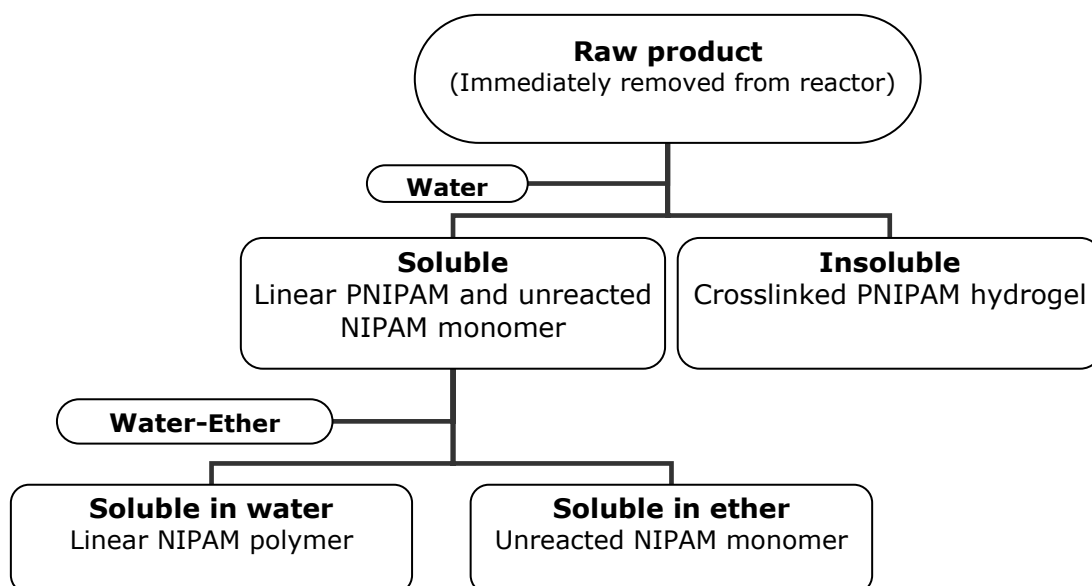 Raw product
(Immediately removed from reactor)
Water
Soluble
Linear PNIPAM and unreacted
NIPAM monomer
Insoluble
Crosslinked PNIPAM hydrogel
Water-Ether
Soluble in water
Linear NIPAM polymer
Soluble in ether
Unreacted NIPAM monomer